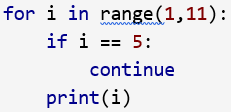 for i in range(1,11):
    if i == 5:
        continue
    print(i)